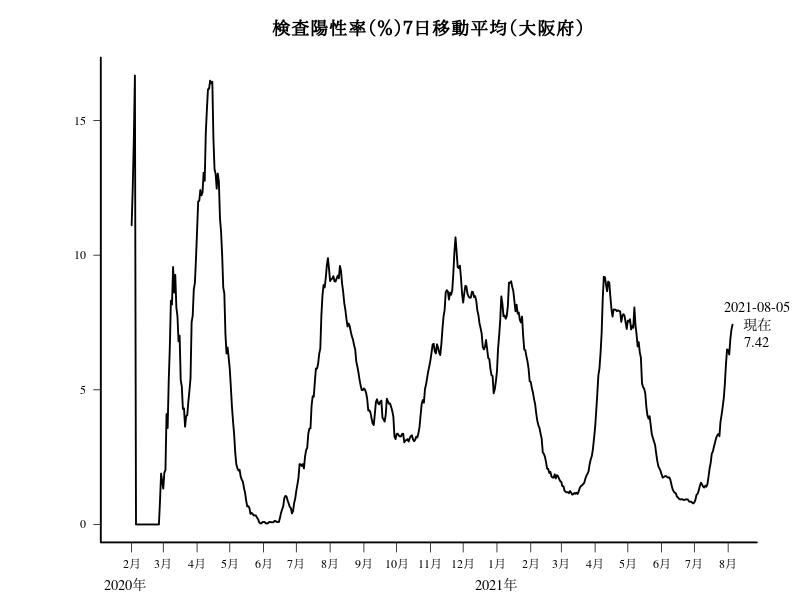 検査陽性率(%)7日移動平均(大阪府)
15
10
5
0
2021-08-05
現在
7.42
2月 3月 4月 5月 6月 7月 8月 9月 10月 11月 12月 1月 2月 3月 4月 5月 6月 7月 8月
2020年 2021年